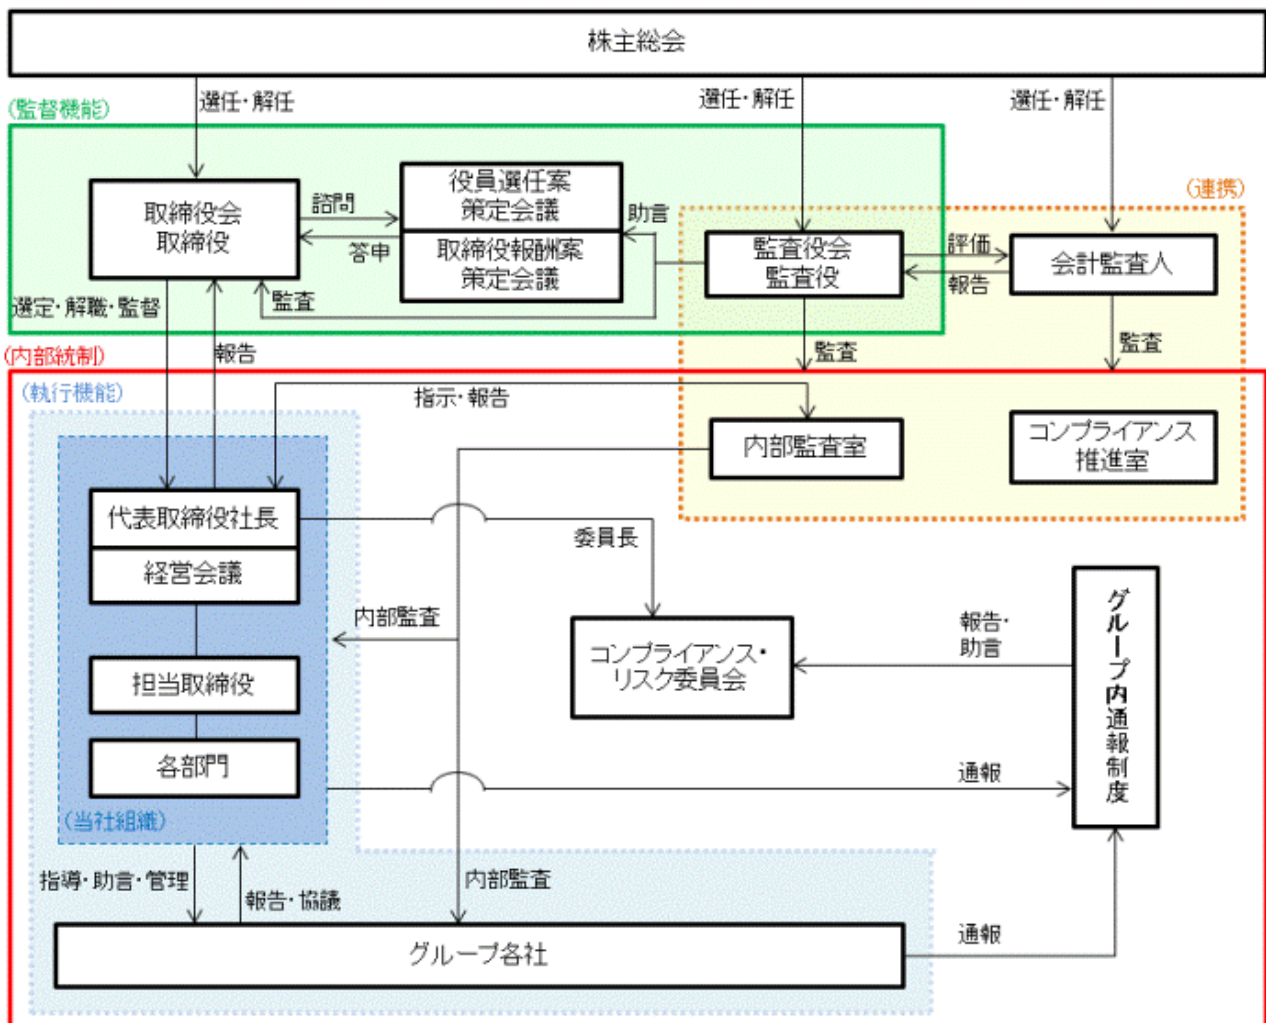 株主総会
選任・解任
選任・解任
選任・解任
(監督機能)
(連携)
取締役会
取締役
諮問
答申
役員選任案
策定会議
取締役報酬案
策定会議
助言
監査役会
監査役
評価
報告
会計監査人
監査
選定・解職・監督
報告
監査
監査
(内部統制)
(執行機能)
指示・報告
内部監査室
コンプライアンス
推進室
代表取締役社長
経営会議
委員長
内部監査
担当取締役
各部門
(当社組織)
コンプライアンス・
リスク委員会
報告・
助言
グループ内通報制度
通報
指導・助言・管理
報告・協議
内部監査
通報
グループ各社